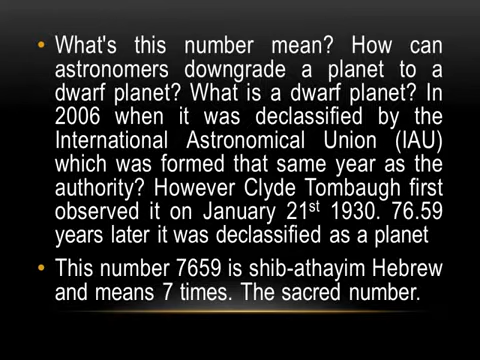 What's this number mean? How can
astronomers downgrade a planet to a
dwarf planet? What is a dwarf planet? In
2006 when it was declassified by the
International Astronomical Union (IAU)
which was formed that same year as the
authority? However Clyde Tombaugh first
observed it on January 21st 1930. 76.59
years later it was declassified as a planet
This number 7659 is shib-athayim Hebrew
and means 7 times. The sacred number.